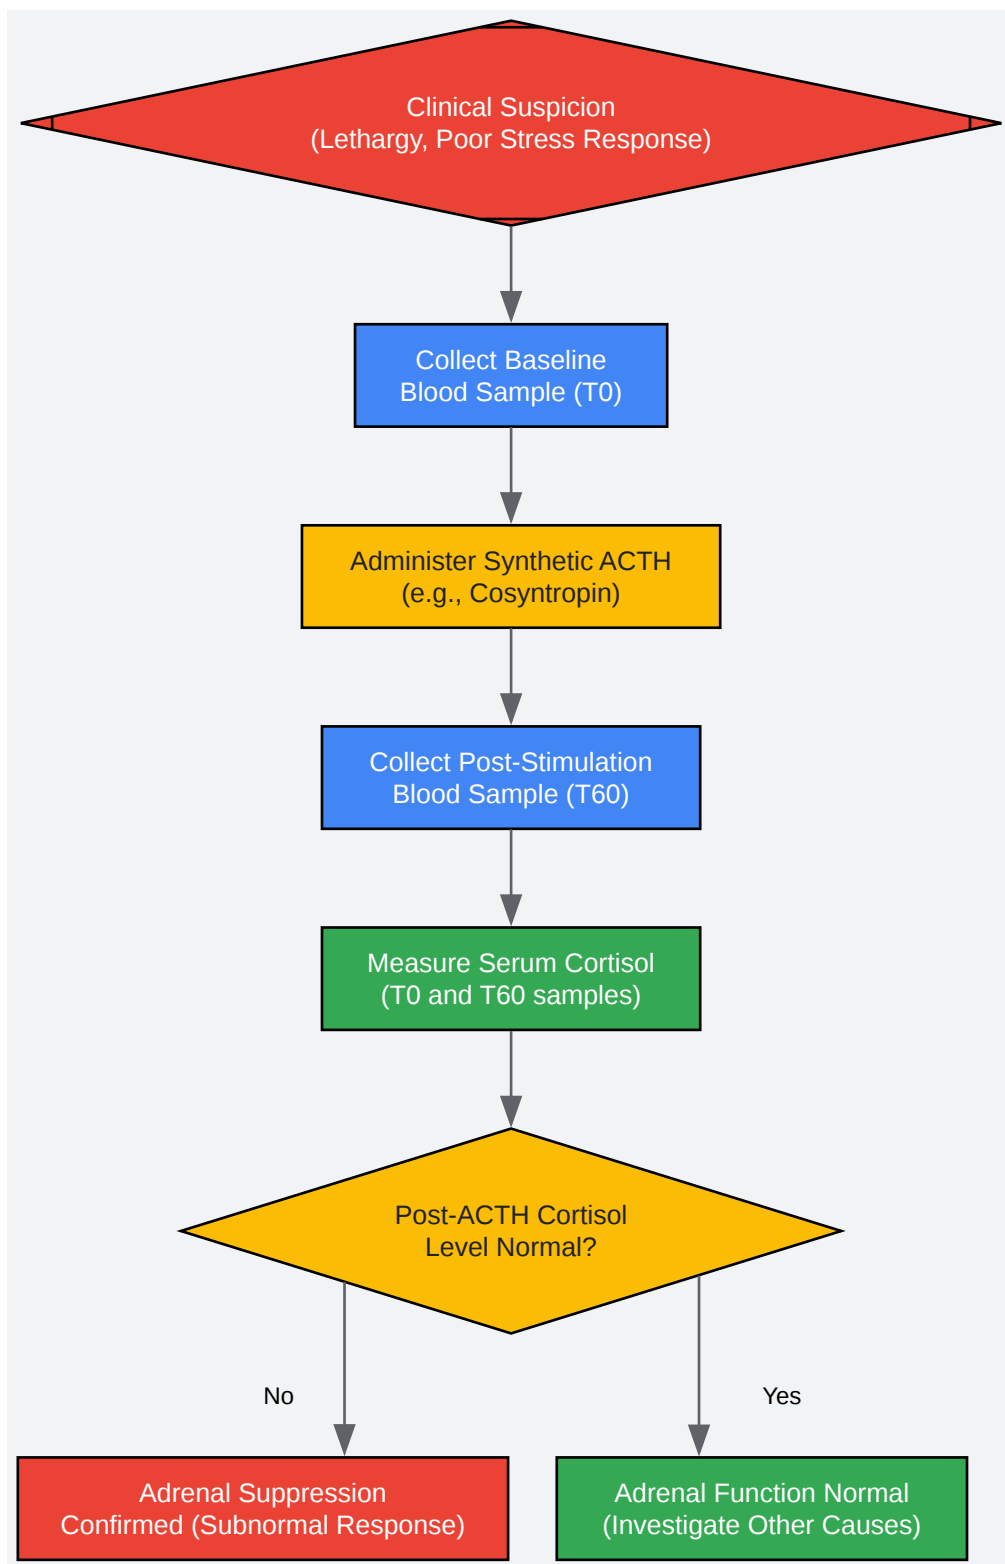 Clinical Suspicion
(Lethargy, Poor Stress Response)
Collect Baseline
Blood Sample (T0)
Administer Synthetic ACTH
(e.g., Cosyntropin)
Collect Post-Stimulation
Blood Sample (T60)
Measure Serum Cortisol
(T0 and T60 samples)
Post-ACTH Cortisol
Level Normal?
No
Yes
Adrenal Suppression
Confirmed (Subnormal Response)
Adrenal Function Normal
(Investigate Other Causes)